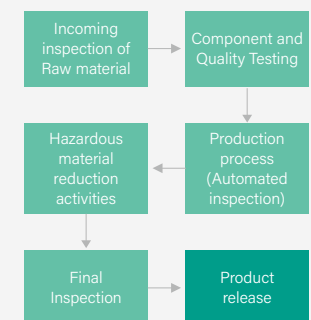 Incoming
inspection of
Raw material
Component and
Quality Testing
Production
process
(Automated
inspection)
Hazardous
material
reduction
activities
Final
Inspection
Product
release